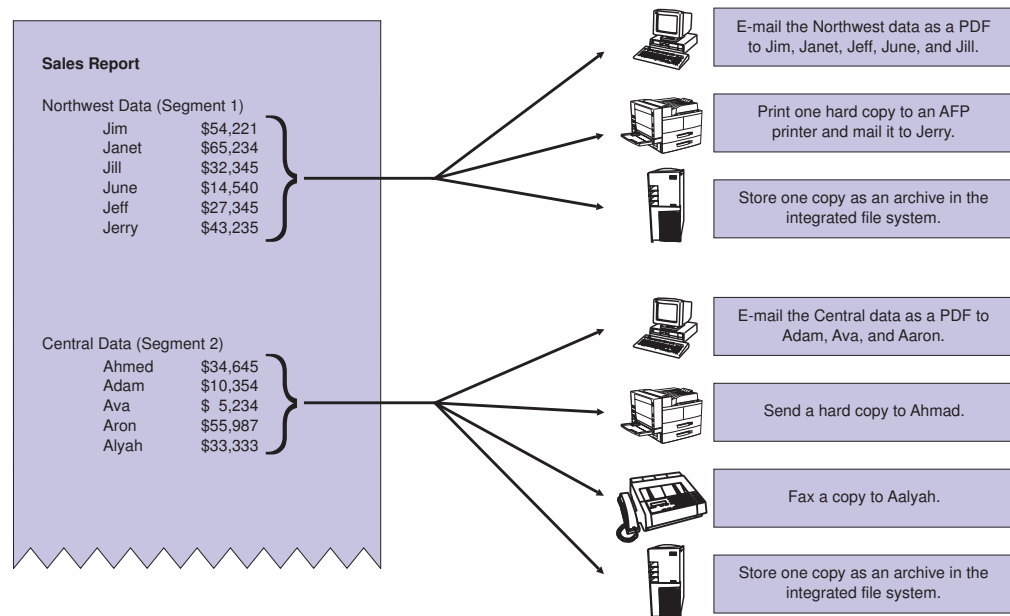 Sales Report
Northwest Data (Segment 1)
Jim $54,221
Janet $65,234
Jill $32,345
June $14,540
Jeff $27,345
Jerry $43,235
Central Data (Segment 2)
Ahmed $34,645
Adam $10,354
Ava $ 5,234
Aron $55,987
Alyah $33,333
E-mail the Northwest data as a PDF
to Jim, Janet, Jeff, June, and Jill.
Print one hard copy to an AFP
printer and mail it to Jerry.
Store one copy as an archive in the
integrated file system.
E-mail the Central data as a PDF to
Adam, Ava, and Aaron.
Send a hard copy to Ahmad.
Fax a copy to Aalyah.
Store one copy as an archive in the
integrated file system.